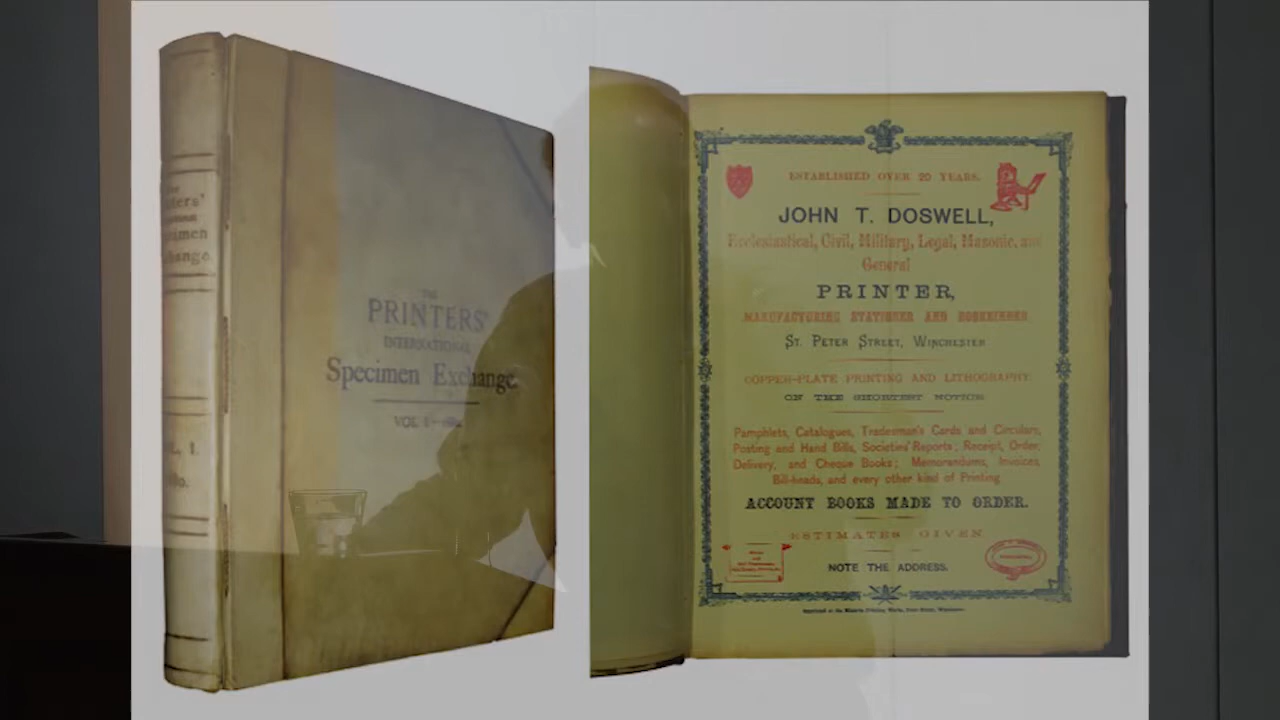 Printers'
Specimen
Exchange.
1.
THE
PRINTERS'
INTERNATIONAL
Specimen Exchange.
VOL. I—1880.
ESTABLISHED OVER 20 YEARS.
JOHN T. DOSWELL,
Ecclesiastical, Civil, Military, Legal, Masonic, and
General
PRINTER,
MANUFACTURING STATIONER AND BOOKBINDER
ST. PETER STREET, WINCHESTER
COPPER-PLATE PRINTING AND LITHOGRAPHY
ON THE SHORTEST NOTICE.
Pamphlets, Catalogues, Tradesman's Cards and Circulars,
Posting and Hand Bills, Societies' Reports; Receipt, Order,
Delivery, and Cheque Books; Memorandums, Invoices,
Bill-heads, and every other kind of Printing.
ACCOUNT BOOKS MADE TO ORDER.
ESTIMATES GIVEN
NOTE THE ADDRESS.